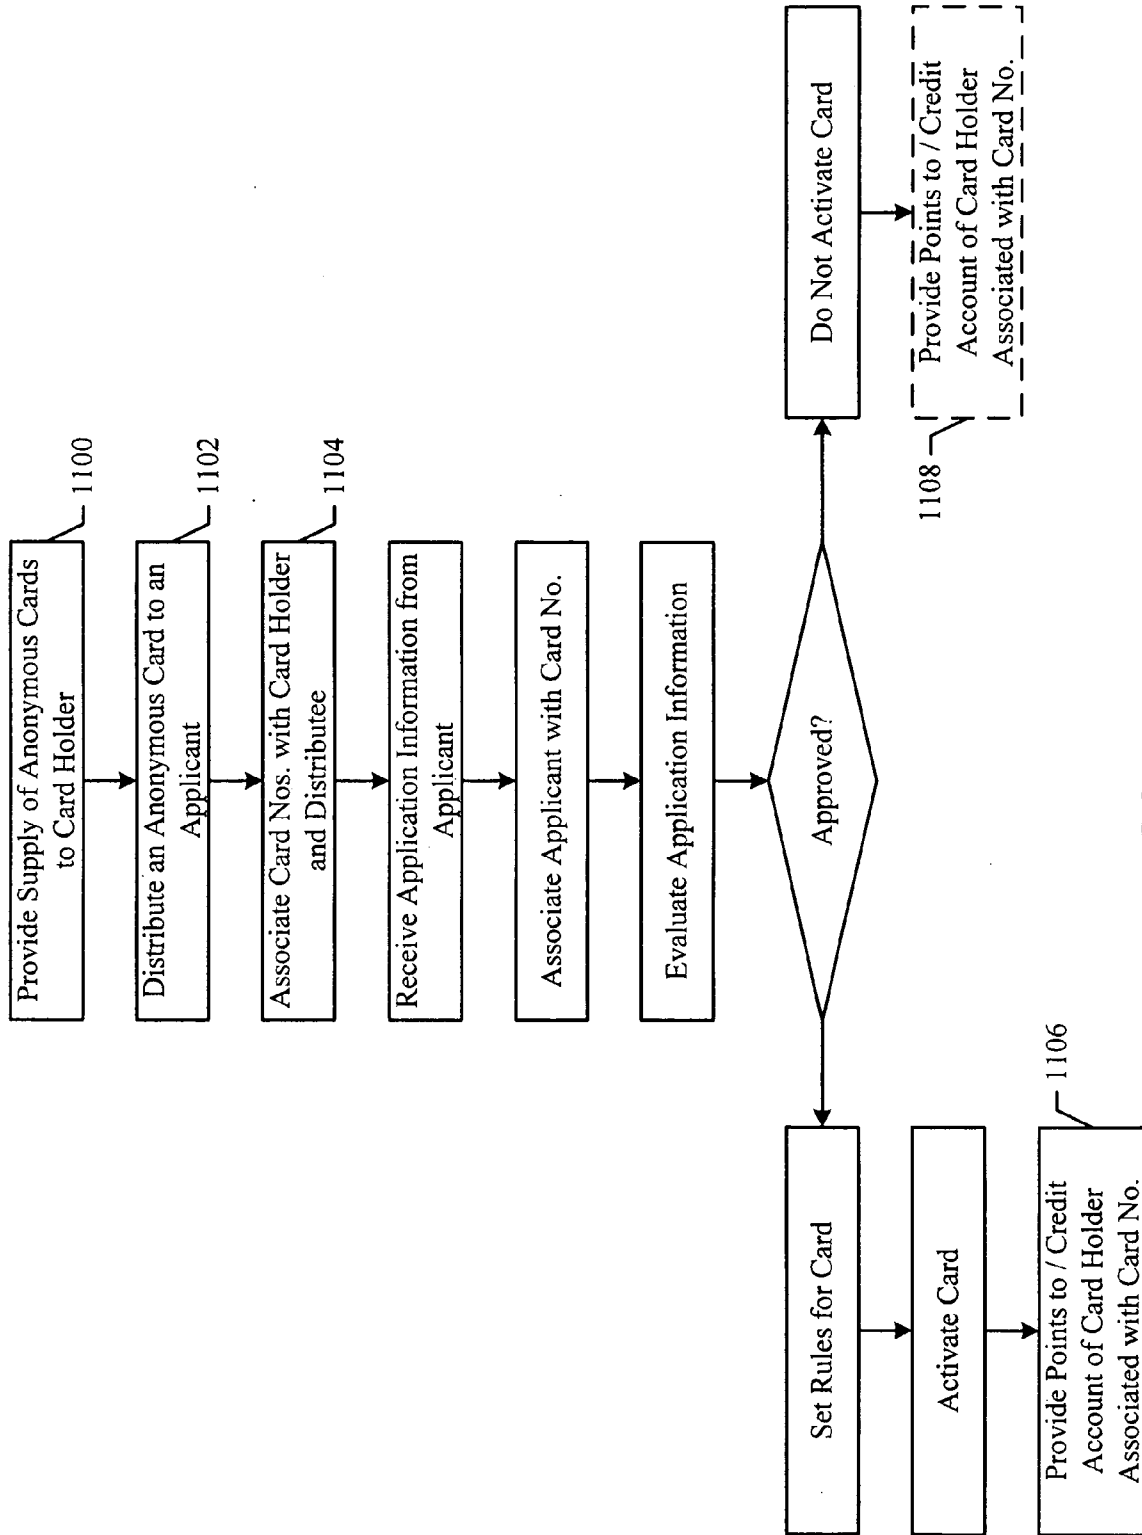 Provide Supply of Anonymous Cards
to Card Holder
1100
Distribute an Anonymous Card to an
Applicant
1102
Associate Card Nos. with Card Holder
and Distributee
1104
Receive Application Information from
Applicant
Associate Applicant with Card No.
Evaluate Application Information
Approved?
Set Rules for Card
Activate Card
Provide Points to / Credit
Account of Card Holder
Associated with Card No.
1106
Do Not Activate Card
Provide Points to / Credit
Account of Card Holder
Associated with Card No.
1108